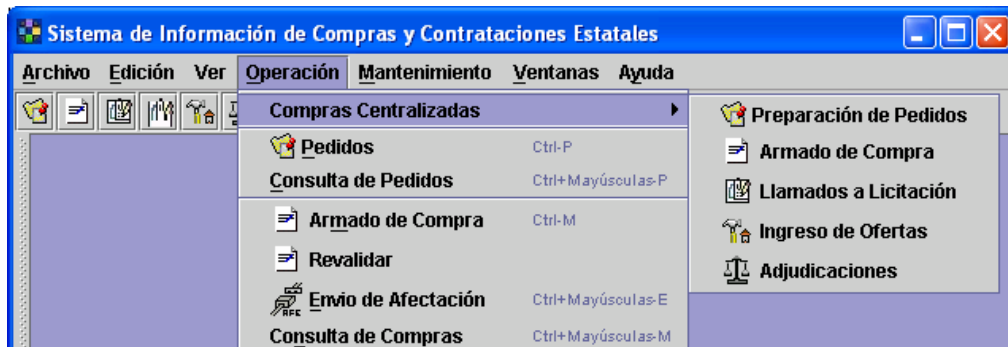 Sistema de Información de Compras y Contrataciones Estatales
Archivo Edición Ver Operación Mantenimiento Ventanas Ayuda
Compras Centralizadas
Pedidos Ctrl-P
Consulta de Pedidos Ctrl+Mayúsculas-P
Armado de Compra Ctrl-M
Revalidar
Envio de Afectación Ctrl+Mayúsculas-E
Consulta de Compras Ctrl+Mayúsculas-M
Preparación de Pedidos
Armado de Compra
Llamados a Licitación
Ingreso de Ofertas
Adjudicaciones